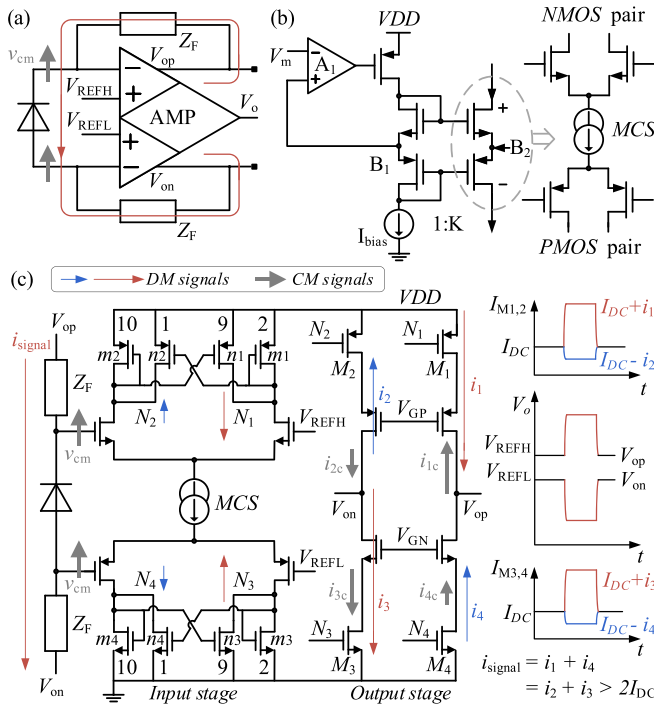 (a)
Z_F
v_cm
V_op
V_REFH
V_REFL
AMP
V_o
V_on
Z_F
(b)
VDD
V_m
A_1
B_1
B_2
I_bias
1:K
NMOS pair
MCS
PMOS pair
(c)
DM signals
CM signals
i_signal
V_op
Z_F
v_cm
v_cm
Z_F
V_on
10
1
9
2
m2
n2
n1
m1
N_2
N_1
V_REFH
MCS
V_REFL
N_4
N_3
m4
n4
n3
m3
10
1
9
2
Input stage
VDD
N_2
N_1
M_2
M_1
i_2
i_1
V_GP
i_2c
i_1c
V_on
V_op
V_GN
i_3c
i_4c
i_3
i_4
N_3
N_4
M_3
M_4
Output stage
I_M1,2
I_DC+i_1
I_DC
I_DC- i_2
t
V_o
V_REFH
V_op
V_REFL
V_on
t
I_M3,4
I_DC+i_3
I_DC
I_DC- i_4
t
i_signal = i_1 + i_4
= i_2 + i_3 > 2I_DC